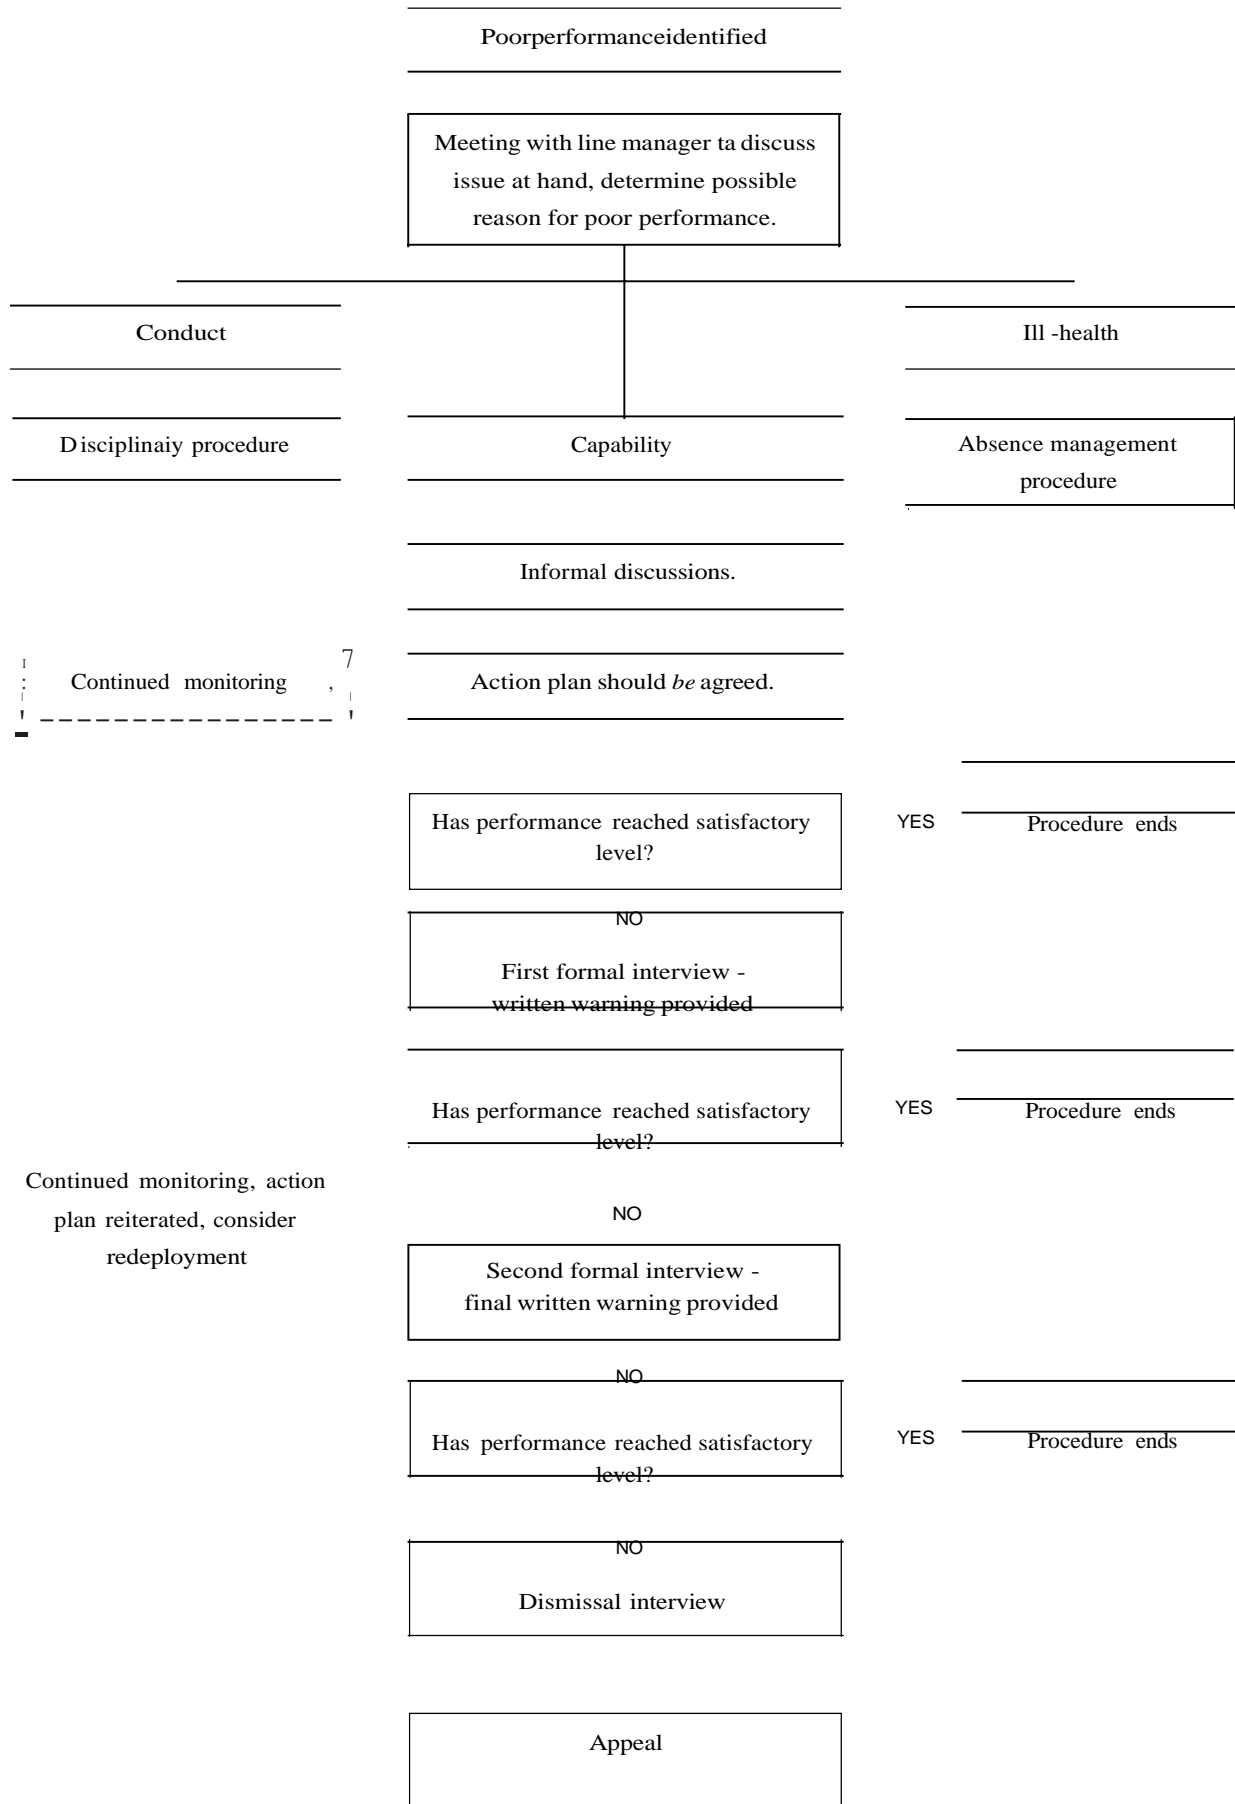 Poorperformanceidentified
Meeting with line manager ta discuss
issue at hand, determine possible
reason for poor performance.
Conduct
Ill -health
Disciplinaiy procedure
Capability
Absence management
procedure
Informal discussions.
Continued monitoring
Action plan should be agreed.
Has performance reached satisfactory
level?
YES
Procedure ends
NO
First formal interview -
written warning provided
Has performance reached satisfactory
level?
YES
Procedure ends
Continued monitoring, action
plan reiterated, consider
redeployment
NO
Second formal interview -
final written warning provided
NO
Has performance reached satisfactory
level?
YES
Procedure ends
NO
Dismissal interview
Appeal